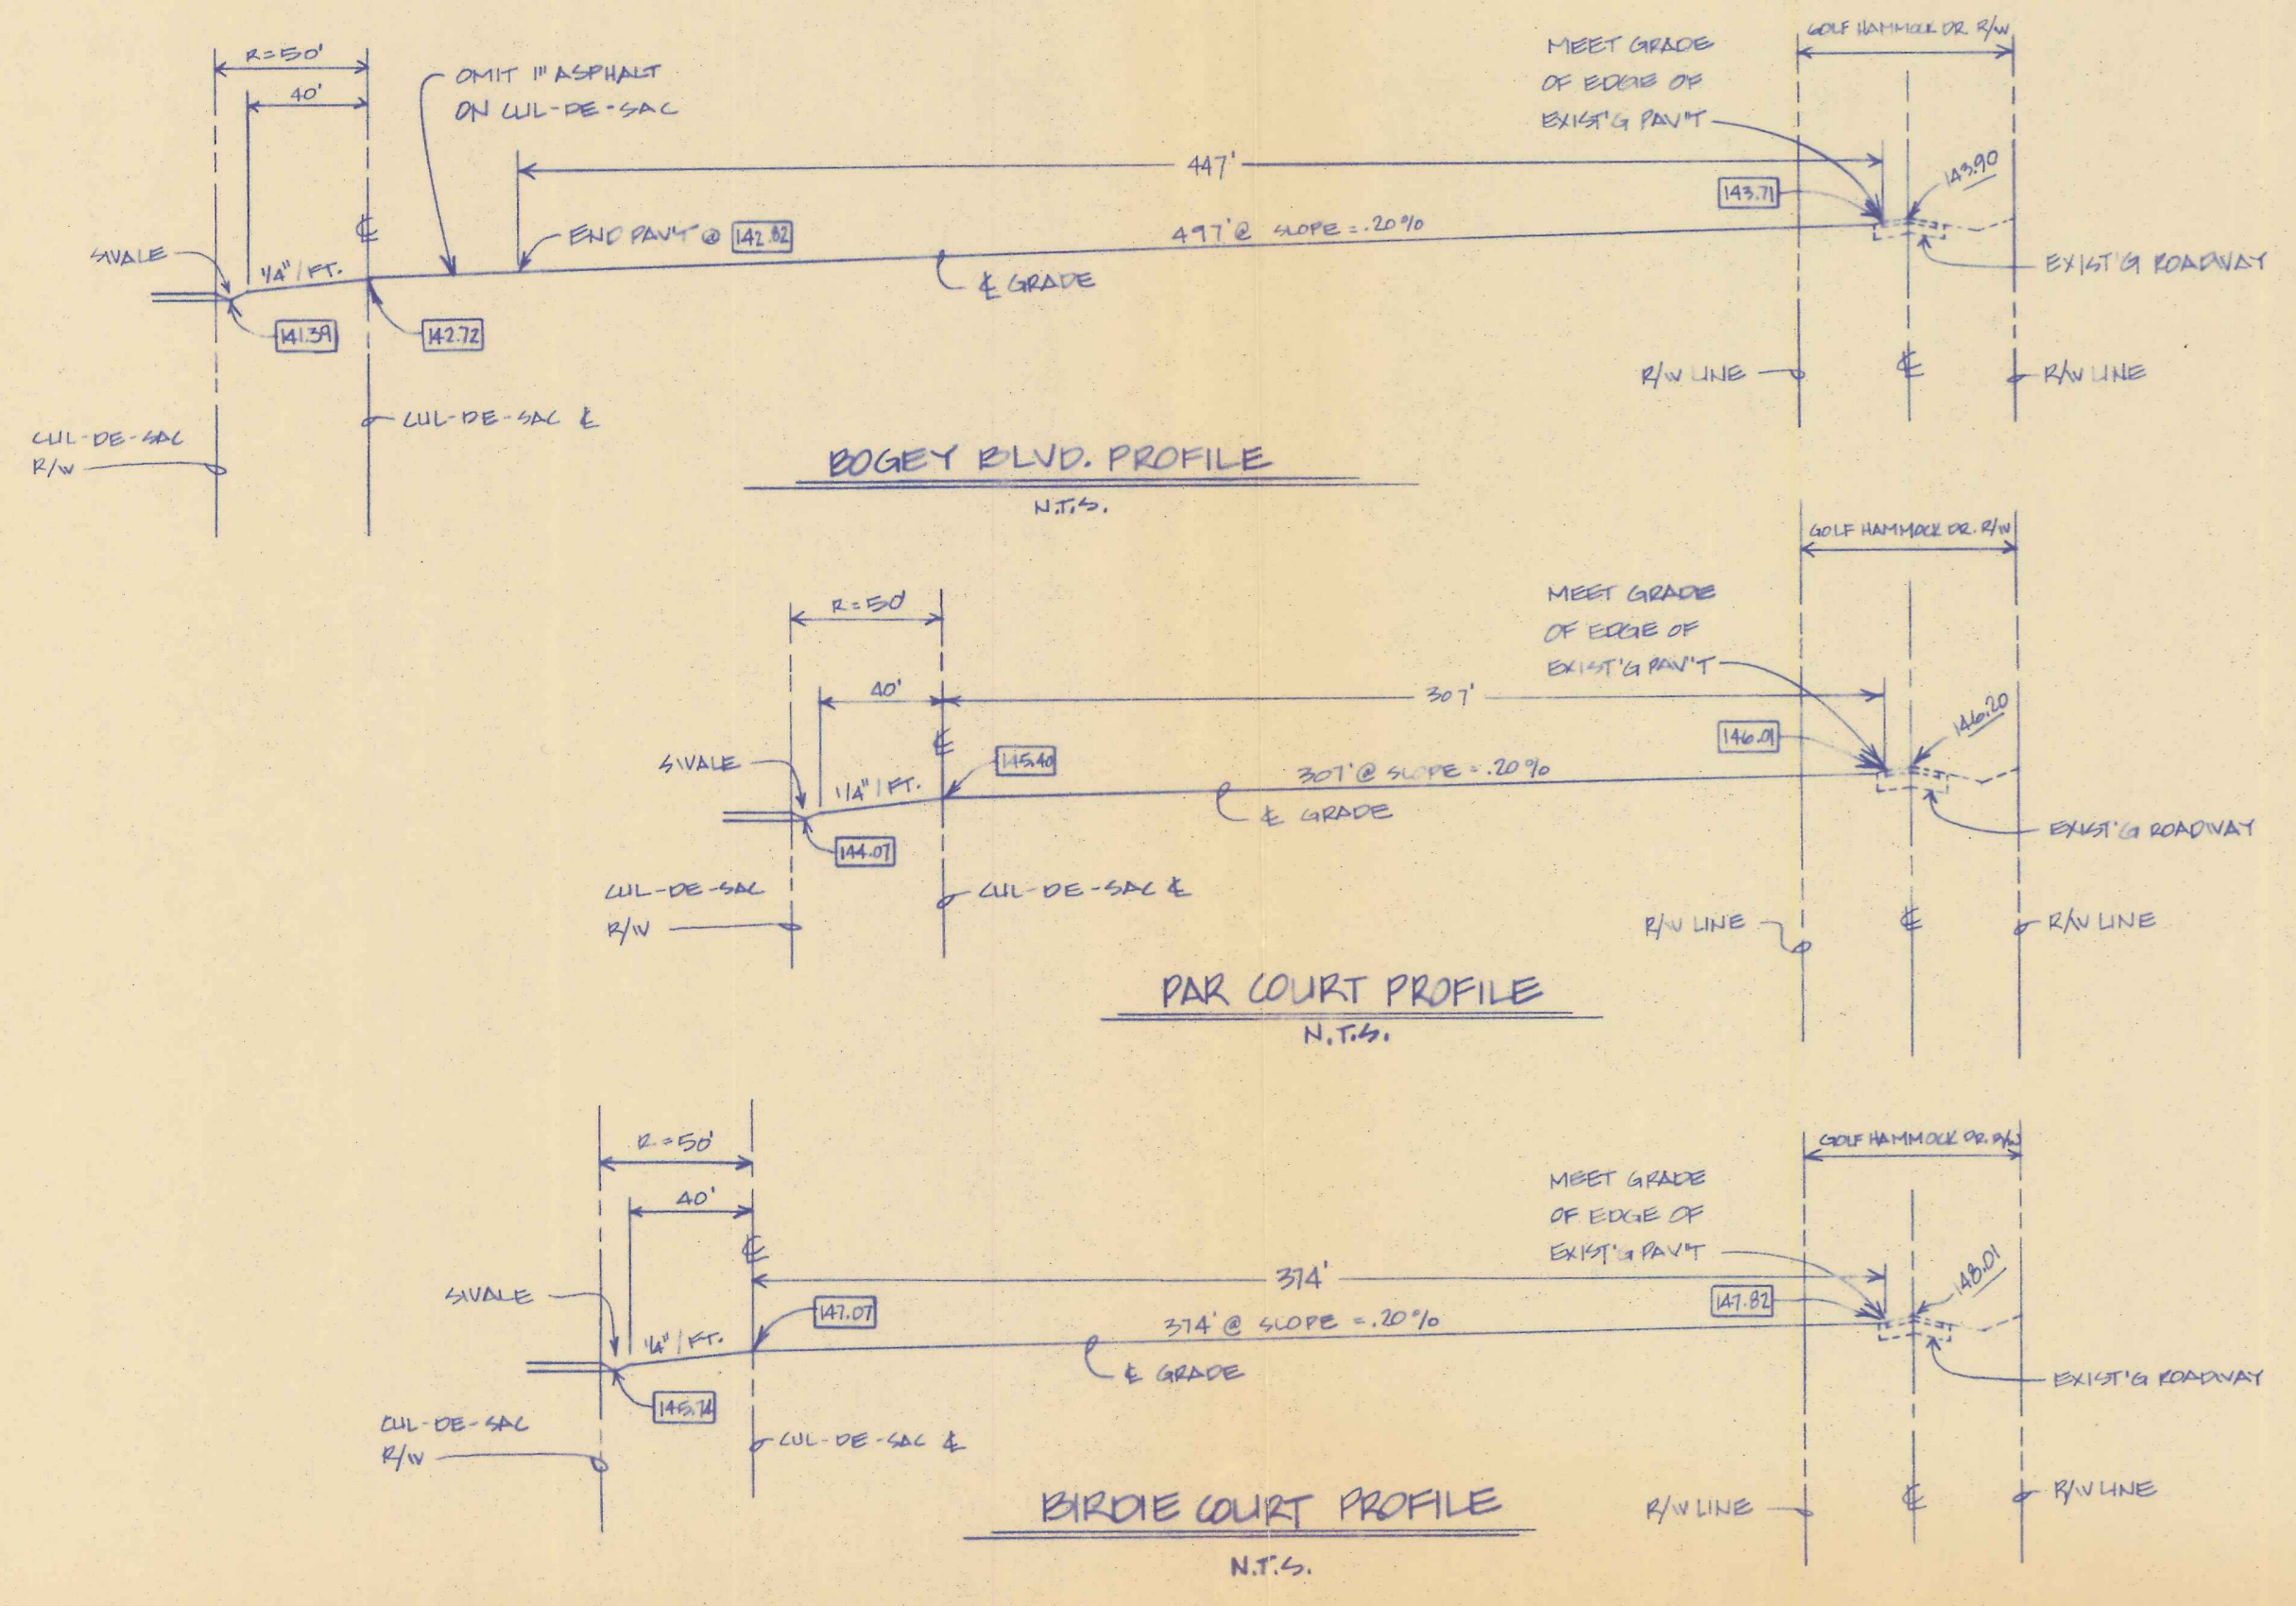 R=50'
40'
OMIT 1" ASPHALT
ON CUL-DE-SAC
MEET GRADE
OF EDGE OF
EXIST'G PAV'T
GOLF HAMMOCK DR. R/W
447'
143.71
143.90
SWALE
1/4"/FT.
℄
END PAV'T @ 142.82
497' @ SLOPE = .20%
℄ GRADE
EXIST'G ROADWAY
141.39
142.72
R/W LINE
℄
R/W LINE
CUL-DE-SAC
R/W
CUL-DE-SAC ℄
BOGEY BLVD. PROFILE
N.T.S.
GOLF HAMMOCK DR. R/W
R=50'
MEET GRADE
OF EDGE OF
EXIST'G PAV'T
40'
307'
146.01
146.20
SWALE
1/4"/FT.
℄
145.40
307' @ SLOPE = .20%
℄ GRADE
EXIST'G ROADWAY
144.07
CUL-DE-SAC
R/W
CUL-DE-SAC ℄
R/W LINE
℄
R/W LINE
PAR COURT PROFILE
N.T.S.
GOLF HAMMOCK DR. R/W
R=50'
MEET GRADE
OF EDGE OF
EXIST'G PAV'T
40'
℄
374'
147.82
148.01
SWALE
1/4"/FT.
147.07
374' @ SLOPE = .20%
℄ GRADE
EXIST'G ROADWAY
145.74
CUL-DE-SAC
R/W
CUL-DE-SAC ℄
R/W LINE
℄
R/W LINE
BIRDIE COURT PROFILE
N.T.S.